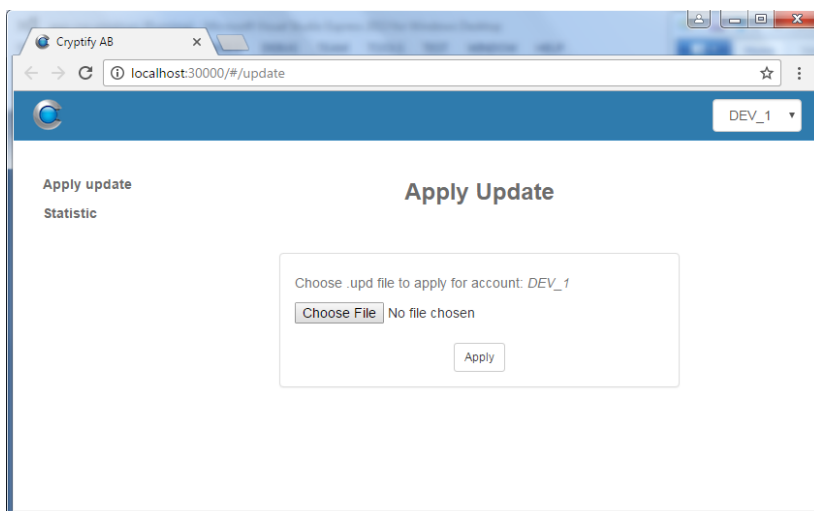 Cryptify AB
localhost:30000/#/update
DEV_1
Apply update
Statistic
Apply Update
Choose .upd file to apply for account: DEV_1
Choose File No file chosen
Apply